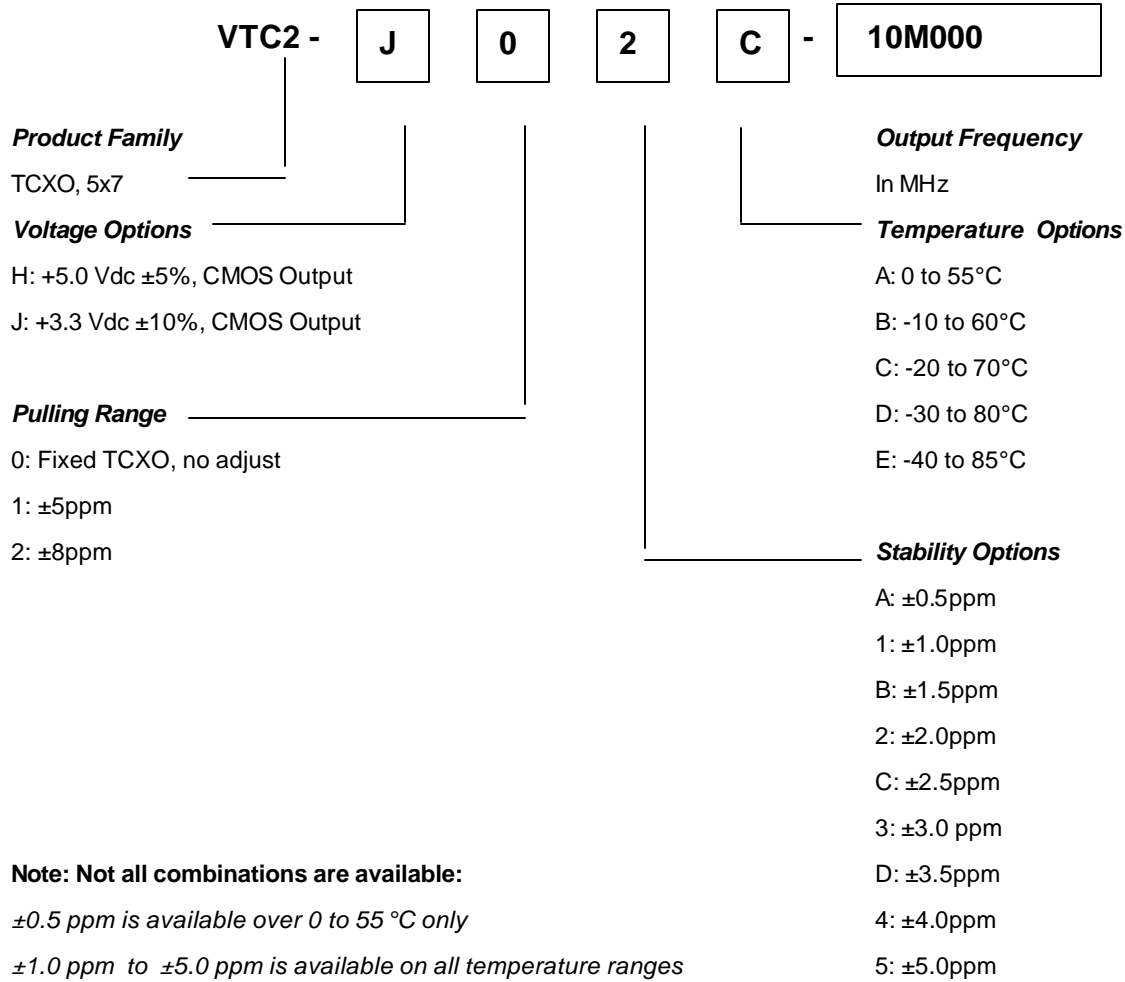 VTC2 - J 0 2 C - 10M000
Product Family
TCXO, 5x7
Voltage Options
H: +5.0 Vdc ±5%, CMOS Output
J: +3.3 Vdc ±10%, CMOS Output
Pulling Range
0: Fixed TCXO, no adjust
1: ±5ppm
2: ±8ppm
Output Frequency
In MHz
Temperature Options
A: 0 to 55°C
B: -10 to 60°C
C: -20 to 70°C
D: -30 to 80°C
E: -40 to 85°C
Stability Options
A: ±0.5ppm
1: ±1.0ppm
B: ±1.5ppm
2: ±2.0ppm
C: ±2.5ppm
3: ±3.0 ppm
D: ±3.5ppm
4: ±4.0ppm
5: ±5.0ppm
Note: Not all combinations are available:
±0.5 ppm is available over 0 to 55 °C only
±1.0 ppm to ±5.0 ppm is available on all temperature ranges